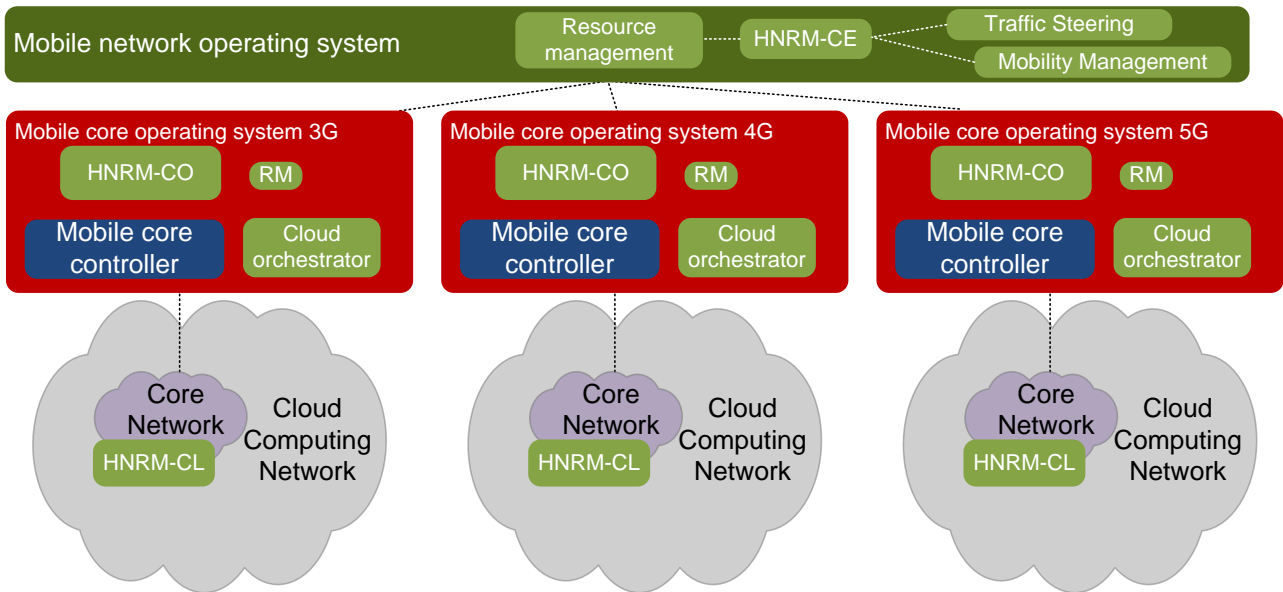 Mobile network operating system
Resource
management
HNRM-CE
Traffic Steering
Mobility Management
Mobile core operating system 3G
HNRM-CO
RM
Mobile core
controller
Cloud
orchestrator
Mobile core operating system 4G
HNRM-CO
RM
Mobile core
controller
Cloud
orchestrator
Mobile core operating system 5G
HNRM-CO
RM
Mobile core
controller
Cloud
orchestrator
Core
Network
HNRM-CL
Cloud
Computing
Network
Core
Network
HNRM-CL
Cloud
Computing
Network
Core
Network
HNRM-CL
Cloud
Computing
Network